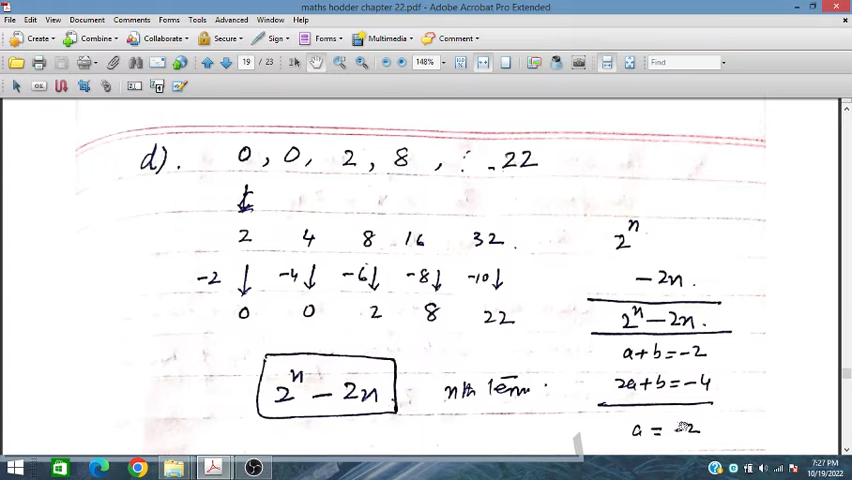 maths hodder chapter 22.pdf - Adobe Acrobat Pro Extended
File Edit View Document Comments Forms Tools Advanced Window Help
Create Combine Collaborate Secure Sign Forms Multimedia Comment
19 / 23 148% Find
d). 0, 0, 2, 8, : - 22
2 4 8 16 32 .
-2 -4 -6 -8 -10
0 0 2 8 22
2ⁿ - 2n nth term .
2ⁿ
- 2n .
2ⁿ - 2n .
a + b = -2
2a + b = -4
a = -2
7:27 PM
10/19/2022